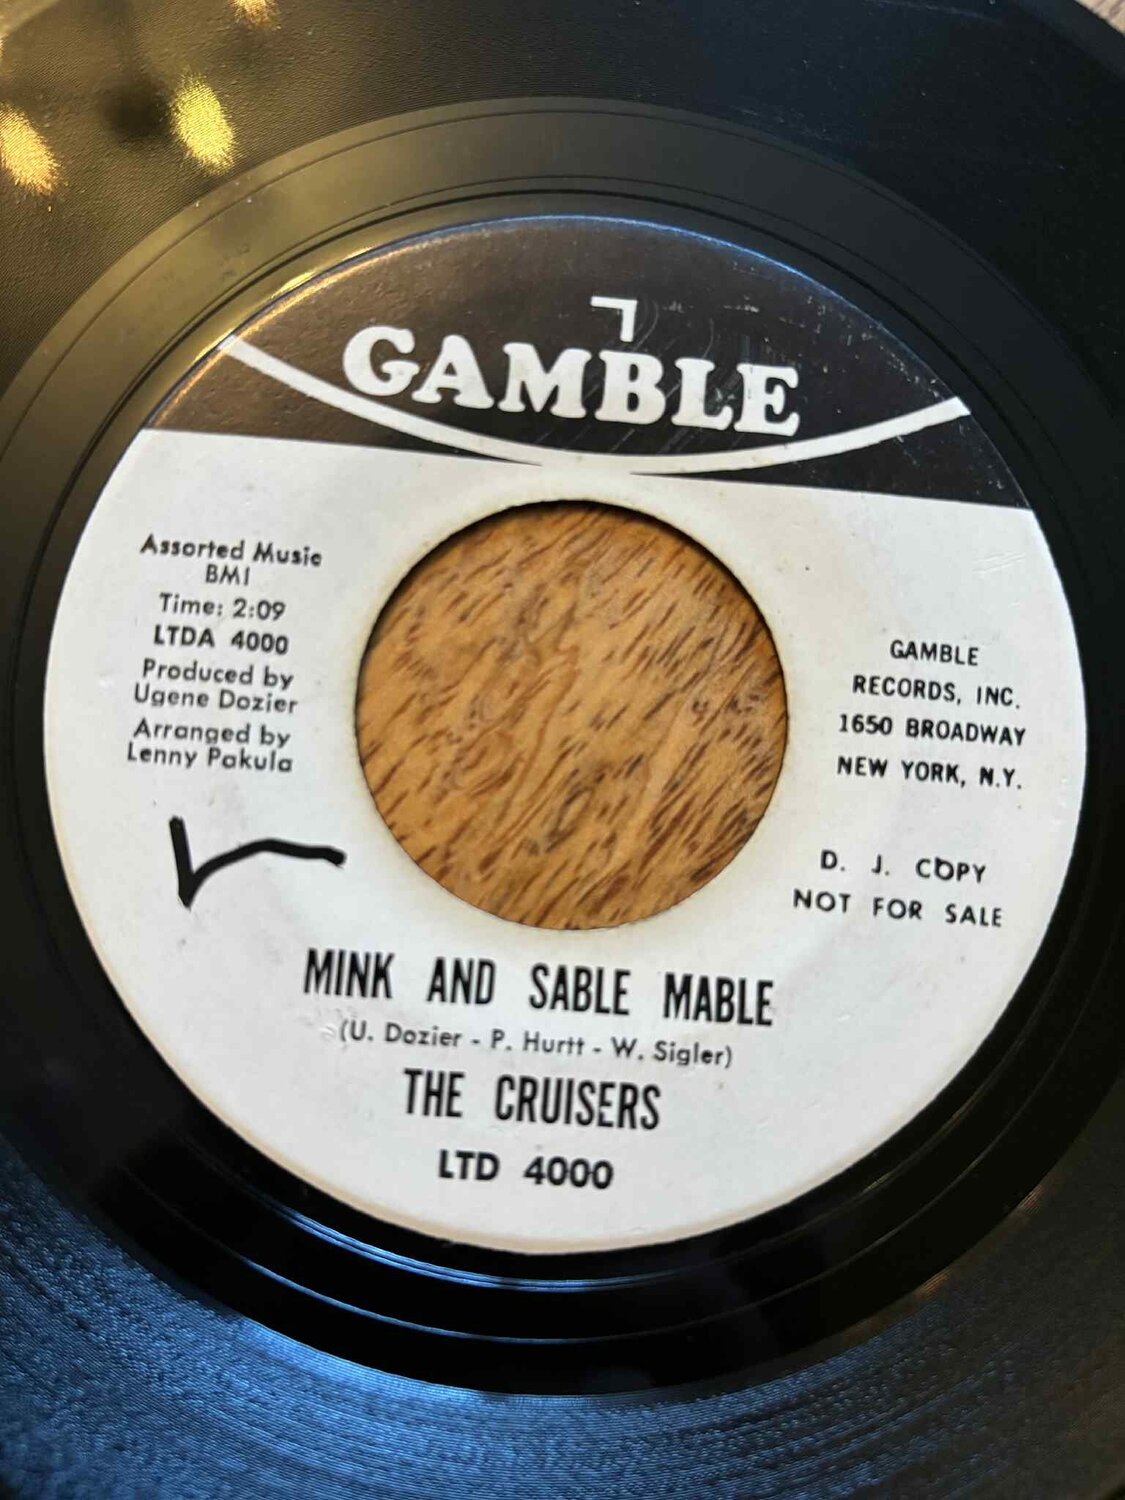 GAMBLE
Assorted Music
BMI
Time: 2:09
LTDA 4000
Produced by
Ugene Dozier
Arranged by
Lenny Pakula
GAMBLE
RECORDS, INC.
1650 BROADWAY
NEW YORK, N.Y.
D. J. COPY
NOT FOR SALE
MINK AND SABLE MABLE
(U. Dozier - P. Hurtt - W. Sigler)
THE CRUISERS
LTD 4000